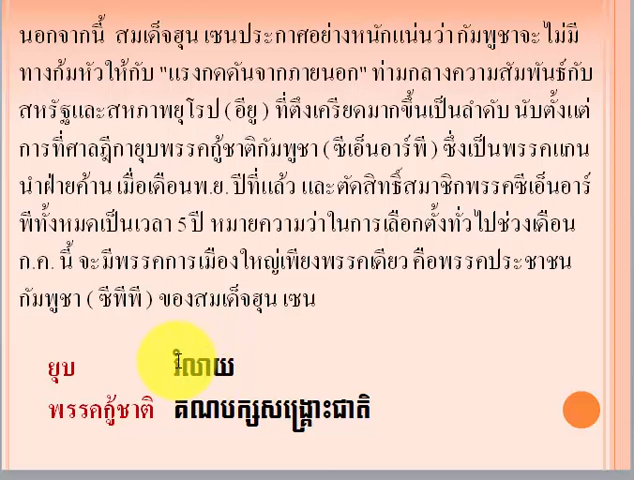 นอกจากนี้ สมเด็จฮุน เซนประกาศอย่างหนักแน่นว่า กัมพูชาจะไม่มี
ทางก้มหัวให้กับ "แรงกดดันจากภายนอก" ท่ามกลางความสัมพันธ์กับ
สหรัฐและสหภาพยุโรป ( อียู ) ที่ตึงเครียดมากขึ้นเป็นลำดับ นับตั้งแต่
การที่ศาลฎีกายุบพรรคกู้ชาติกัมพูชา ( ซีเอ็นอาร์พี ) ซึ่งเป็นพรรคแกน
นำฝ่ายค้าน เมื่อเดือนพ.ย. ปีที่แล้ว และตัดสิทธิ์สมาชิกพรรคซีเอ็นอาร์
พีทั้งหมดเป็นเวลา 5 ปี หมายความว่าในการเลือกตั้งทั่วไปช่วงเดือน
ก.ค. นี้ จะมีพรรคการเมืองใหญ่เพียงพรรคเดียว คือพรรคประชาชน
กัมพูชา ( ซีพีพี ) ของสมเด็จฮุน เซน
ยุบ រំលាយ
พรรคกู้ชาติ គណបក្សសង្គ្រោះជាតិ